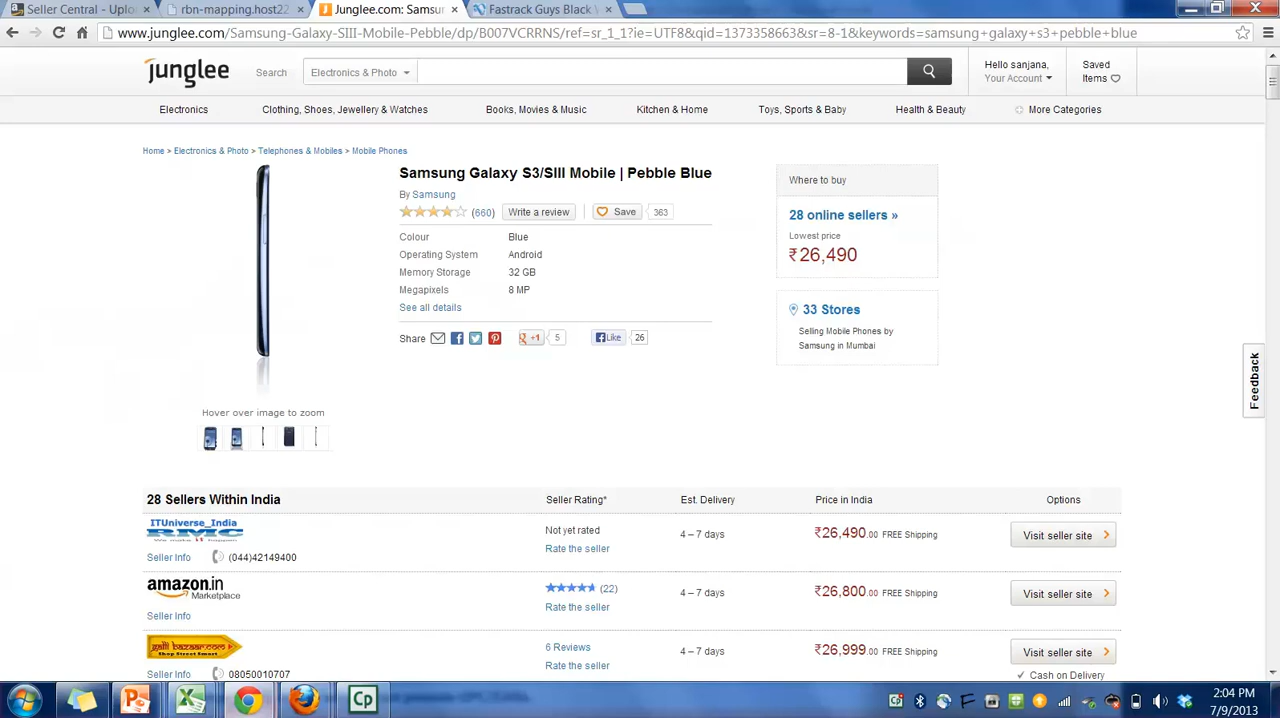 Seller Central - Uplo
rbn-mapping.host22
Junglee.com: Samsu
Fastrack Guys Black W
www.junglee.com/Samsung-Galaxy-SIII-Mobile-Pebble/dp/B007VCRRNS/ref=sr_1_1?ie=UTF8&qid=1373358663&sr=8-1&keywords=samsung+galaxy+s3+pebble+blue
junglee
Search
Electronics & Photo
Hello sanjana,
Your Account
Saved
Items
Electronics
Clothing, Shoes, Jewellery & Watches
Books, Movies & Music
Kitchen & Home
Toys, Sports & Baby
Health & Beauty
More Categories
Home > Electronics & Photo > Telephones & Mobiles > Mobile Phones
Samsung Galaxy S3/SIII Mobile | Pebble Blue
By Samsung
(660) Write a review | Save 363
Colour Blue
Operating System Android
Memory Storage 32 GB
Megapixels 8 MP
See all details
Share +1 5 Like 26
Where to buy
28 online sellers »
Lowest price
₹26,490
33 Stores
Selling Mobile Phones by
Samsung in Mumbai
Feedback
Hover over image to zoom
28 Sellers Within India Seller Rating* Est. Delivery Price in India Options
ITUniverse_India
RMC
Not yet rated
Rate the seller
4 – 7 days
₹26,490.00 FREE Shipping
Visit seller site
Seller Info (044)42149400
amazon.in
Marketplace
(22)
Rate the seller
4 – 7 days
₹26,800.00 FREE Shipping
Visit seller site
Seller Info
galli bazaar.com
Shop Street Smart
6 Reviews
Rate the seller
4 – 7 days
₹26,999.00 FREE Shipping
Visit seller site
✓ Cash on Delivery
Seller Info 08050010707
Cp
2:04 PM
7/9/2013